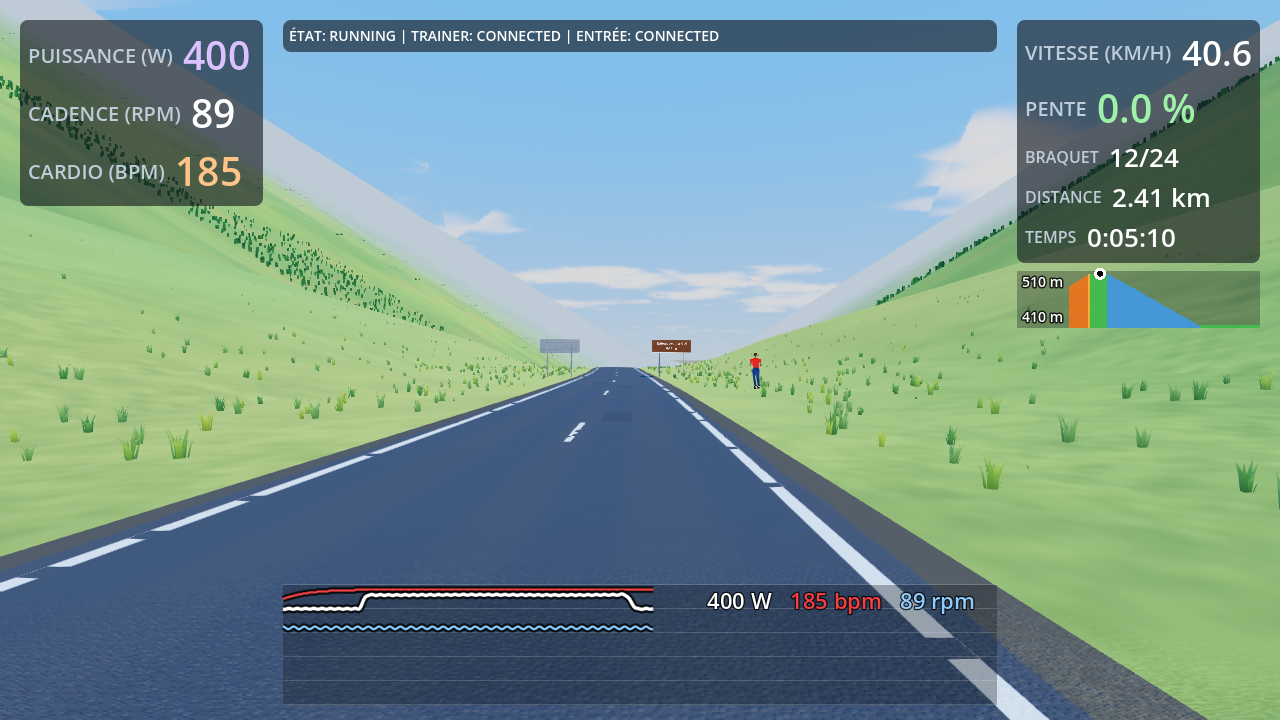 PUISSANCE (W) 400
CADENCE (RPM) 89
CARDIO (BPM) 185
ÉTAT: RUNNING | TRAINER: CONNECTED | ENTRÉE: CONNECTED
VITESSE (KM/H) 40.6
PENTE 0.0 %
BRAQUET 12/24
DISTANCE 2.41 km
TEMPS 0:05:10
510 m
410 m
400 W 185 bpm 89 rpm